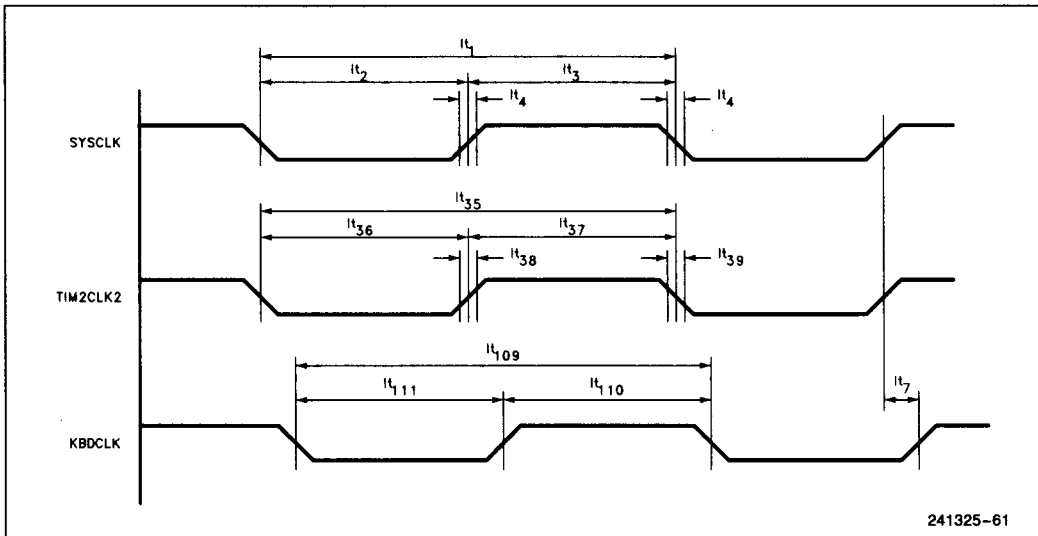 It1
It2 It3
It4 It4
SYSCLK
It35
It36 It37
It38 It39
TIM2CLK2
It109
It111 It110 It7
KBDCLK
241325-61